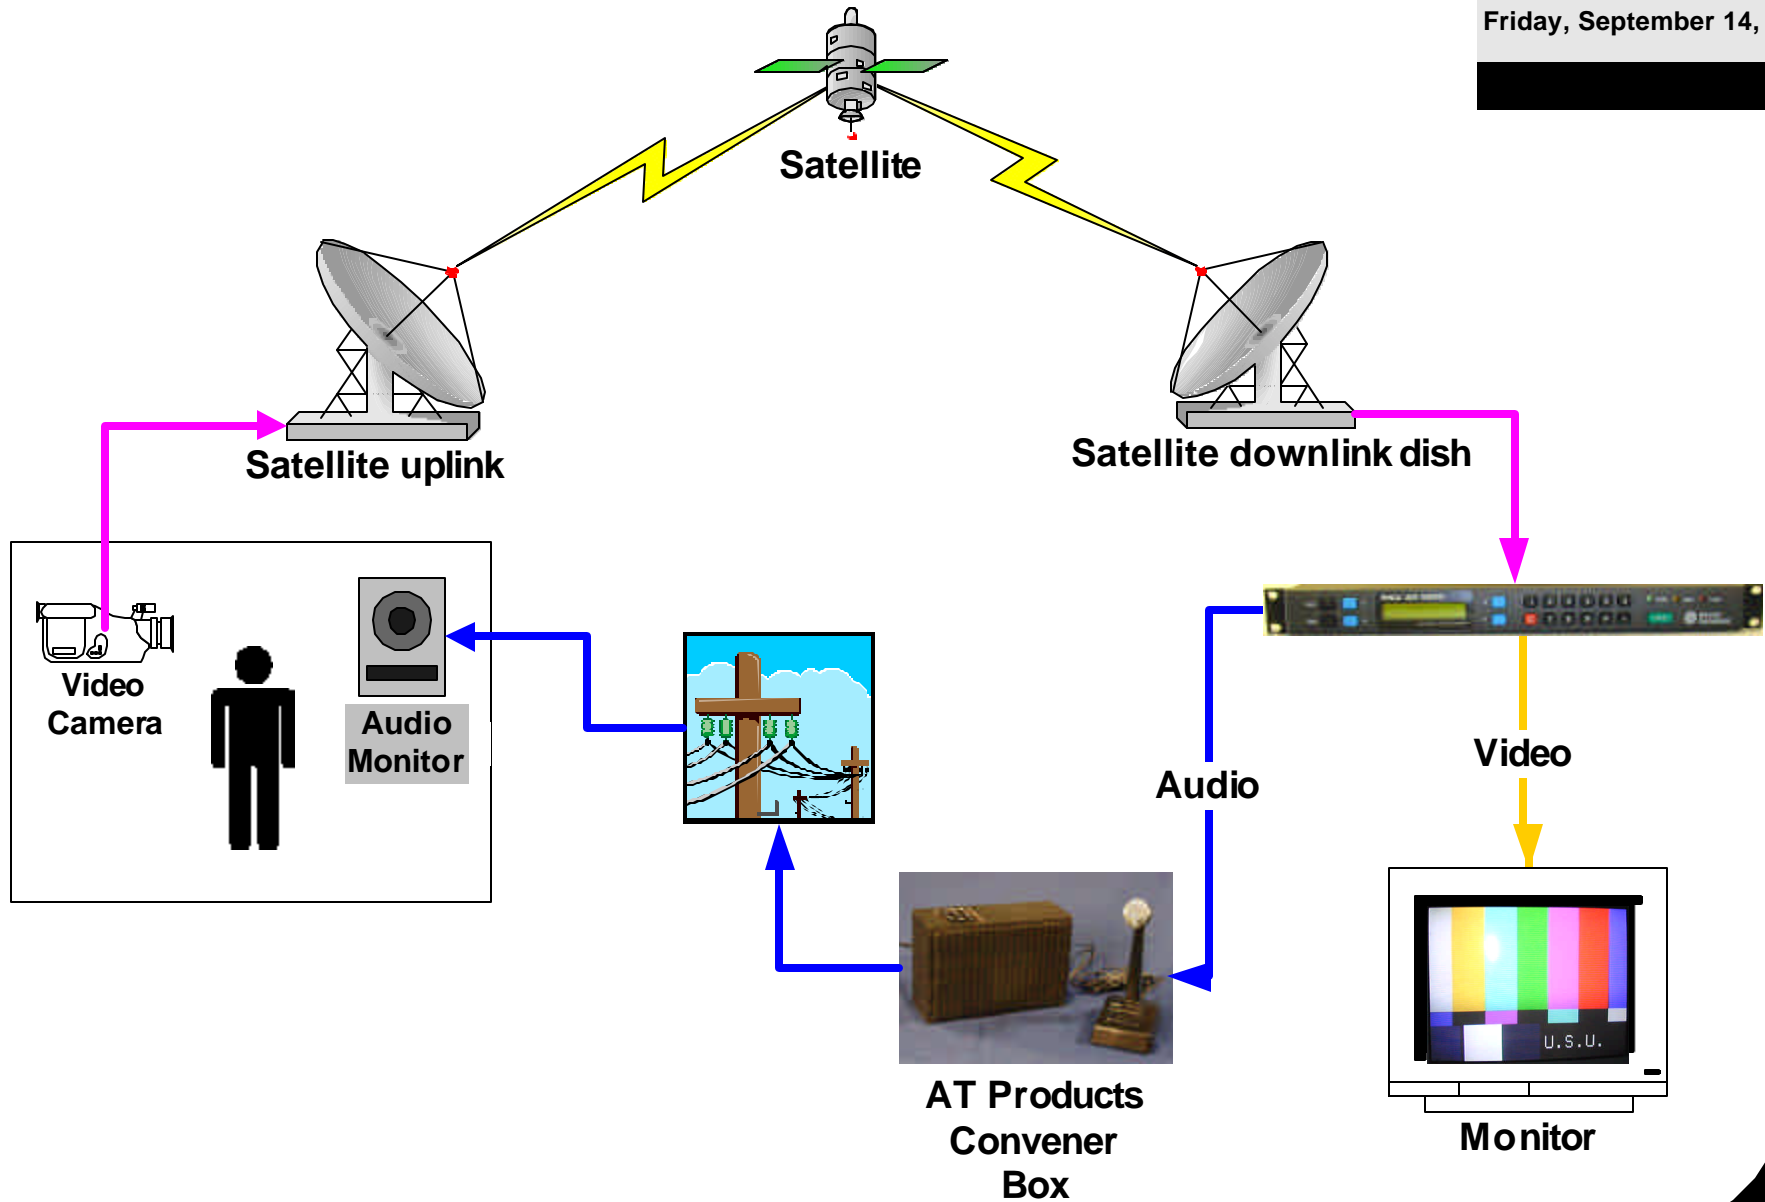 Friday, September 14,
Satellite
Satellite uplink
Satellite downlink dish
Video
Camera
Audio
Monitor
Audio
Video
U.S.U.
AT Products
Convener
Box
Monitor